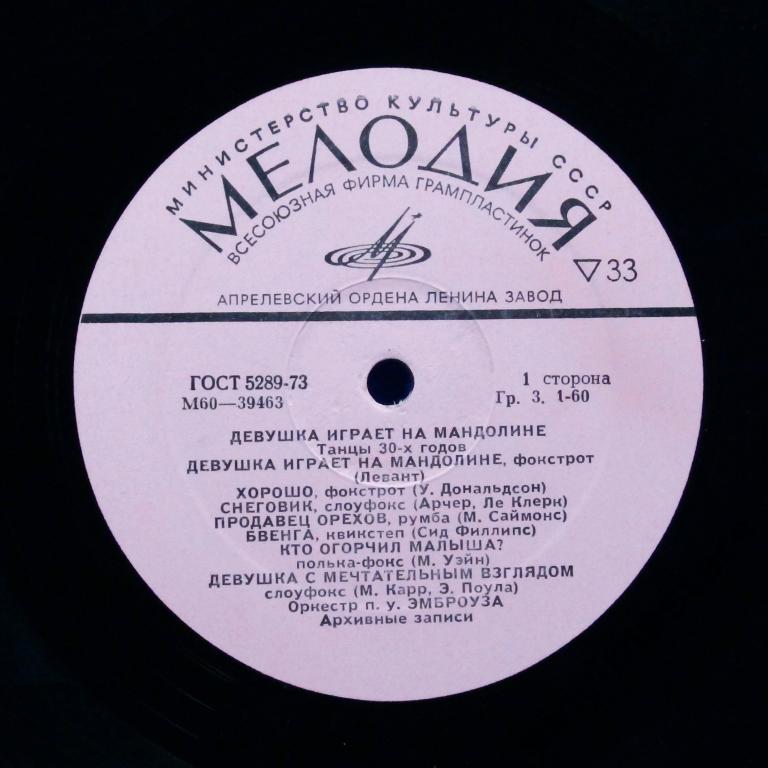 МИНИСТЕРСТВО КУЛЬТУРЫ СССР
МЕЛОДИЯ
ВСЕСОЮЗНАЯ ФИРМА ГРАМПЛАСТИНОК
▽33
АПРЕЛЕВСКИЙ ОРДЕНА ЛЕНИНА ЗАВОД
ГОСТ 5289-73
1 сторона
М60—39463
Гр. 3. 1-60
ДЕВУШКА ИГРАЕТ НА МАНДОЛИНЕ
Танцы 30-х годов
ДЕВУШКА ИГРАЕТ НА МАНДОЛИНЕ, фокстрот
(Левант)
ХОРОШО, фокстрот (У. Дональдсон)
СНЕГОВИК, слоуфокс (Арчер, Ле Клерк)
ПРОДАВЕЦ ОРЕХОВ, румба (М. Саймонс)
БВЕНГА, квикстеп (Сид Филлипс)
КТО ОГОРЧИЛ МАЛЫША?
полька-фокс (М. Уэйн)
ДЕВУШКА С МЕЧТАТЕЛЬНЫМ ВЗГЛЯДОМ
слоуфокс (М. Карр, Э. Поула)
Оркестр п. у. ЭМБРОУЗА
Архивные записи